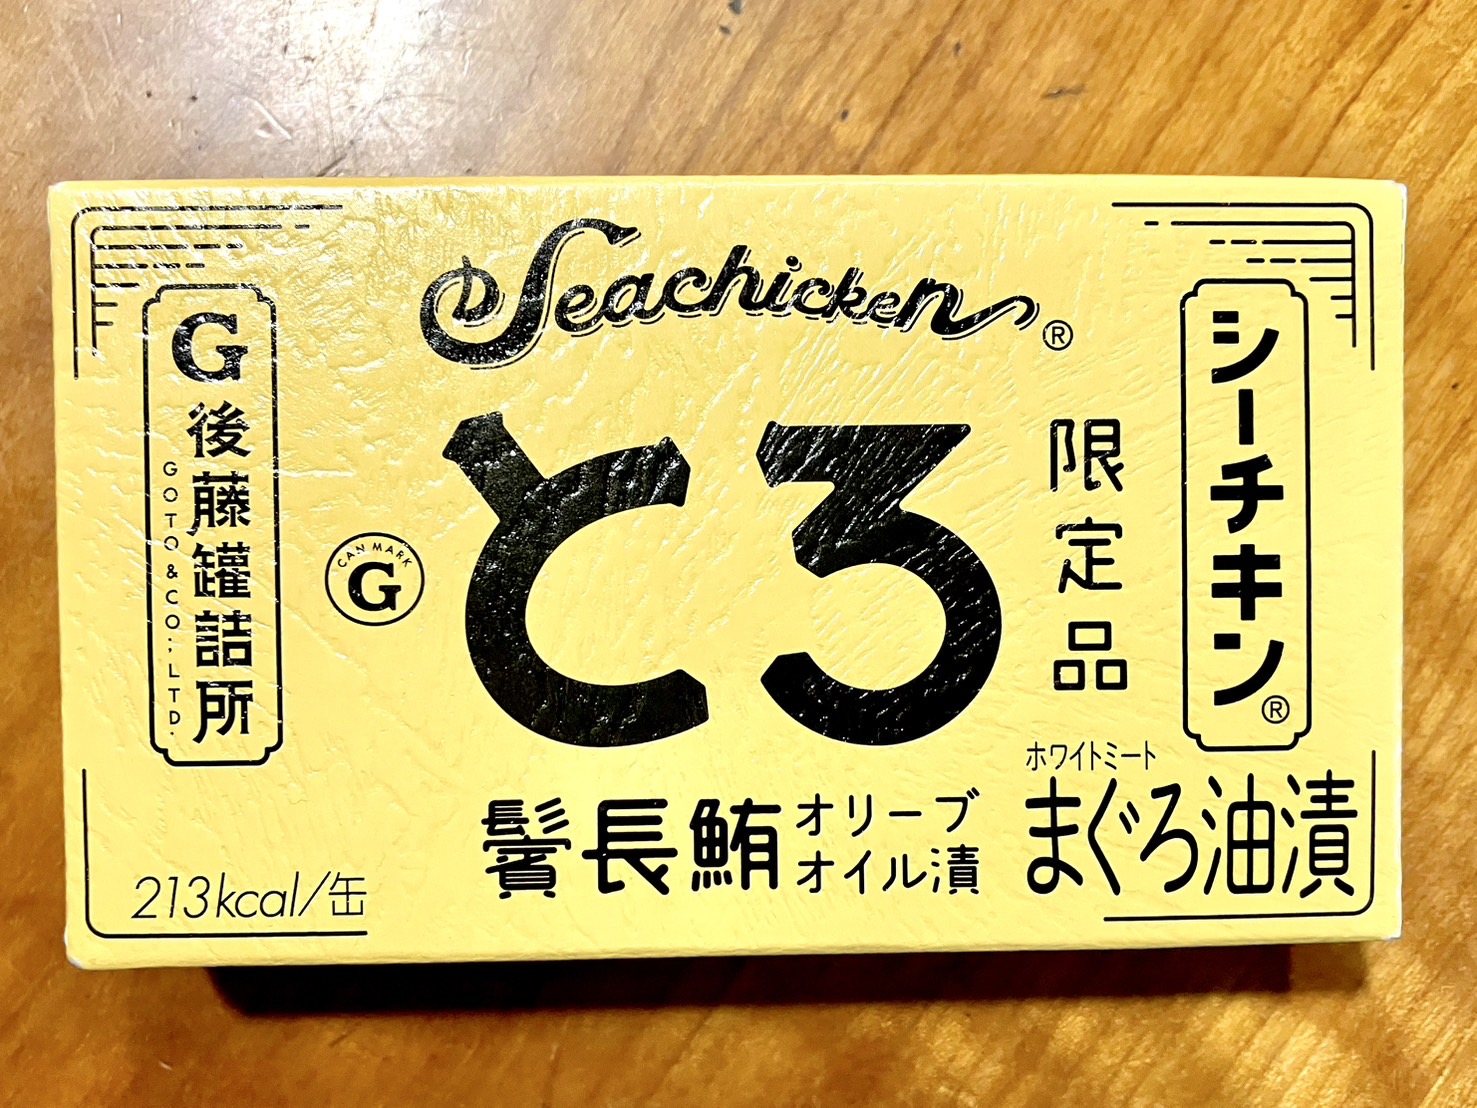 Seachicken®
シーチキン®
とろ
限定品
G後藤罐詰所
GOTO & CO., LTD.
CAN MARK
G
鬢長鮪
オリーブ
オイル漬
ホワイトミート
まぐろ油漬
213kcal/缶